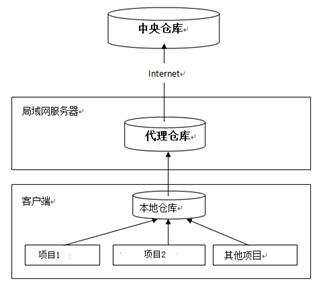 中央仓库
Internet
局域网服务器
代理仓库
客户端
本地仓库
项目1
项目2
其他项目